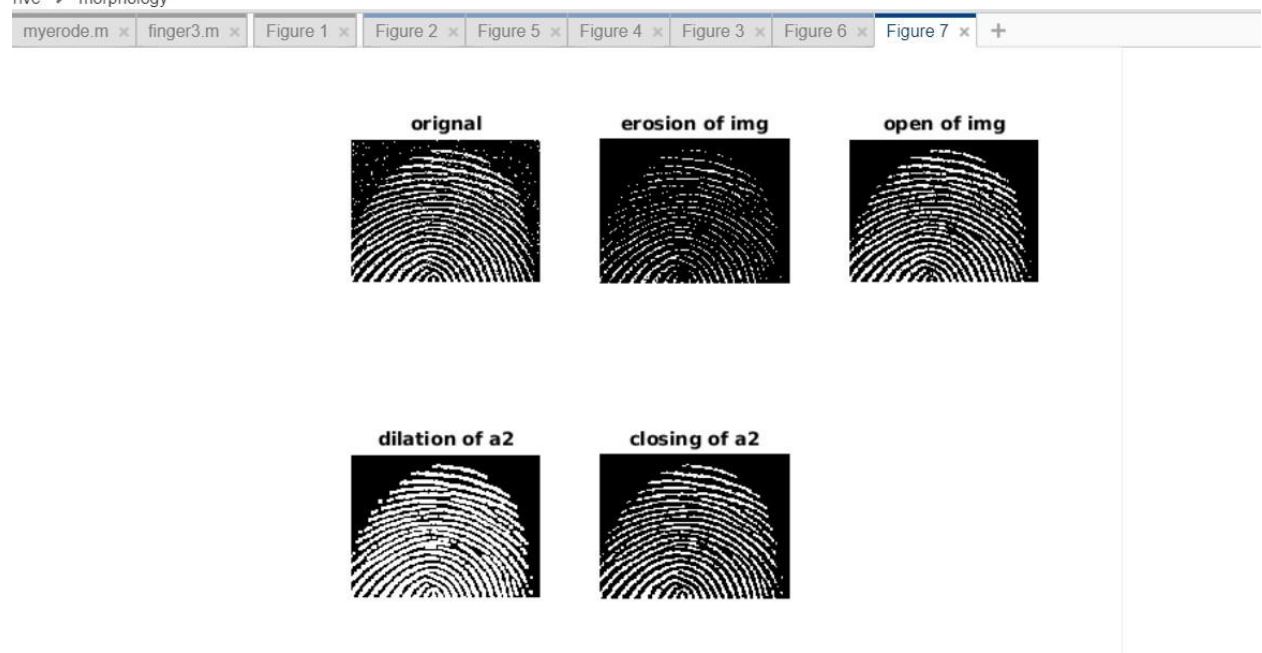 morphology
myerode.m × finger3.m × Figure 1 × Figure 2 × Figure 5 × Figure 4 × Figure 3 × Figure 6 × Figure 7 × +
orignal erosion of img open of img
dilation of a2 closing of a2